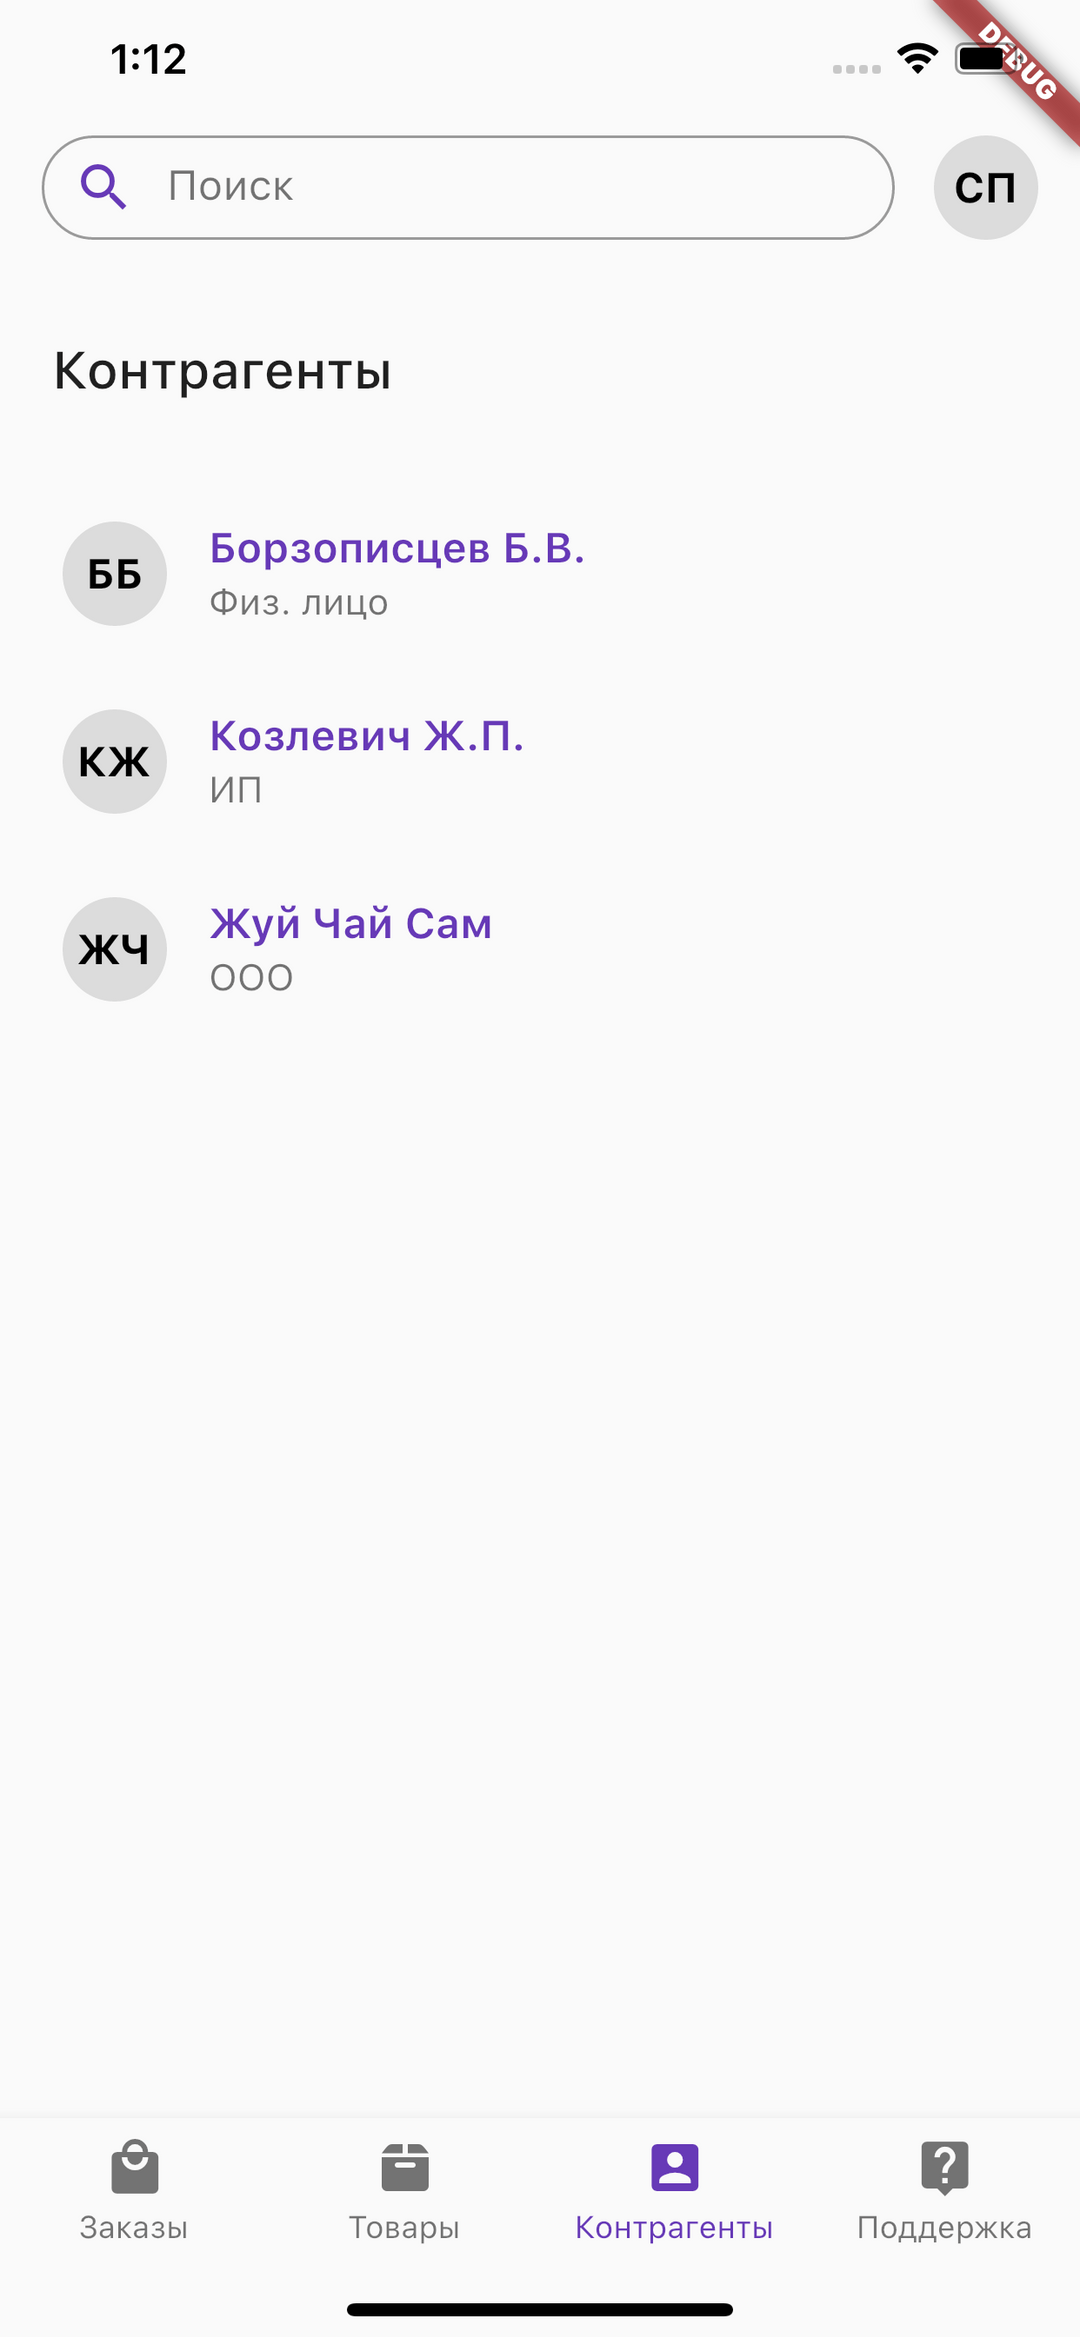 1:12
DEBUG
Поиск
СП
Контрагенты
ББ
Борзописцев Б.В.
Физ. лицо
КЖ
Козлевич Ж.П.
ИП
ЖЧ
Жуй Чай Сам
ООО
Заказы
Товары
Контрагенты
Поддержка